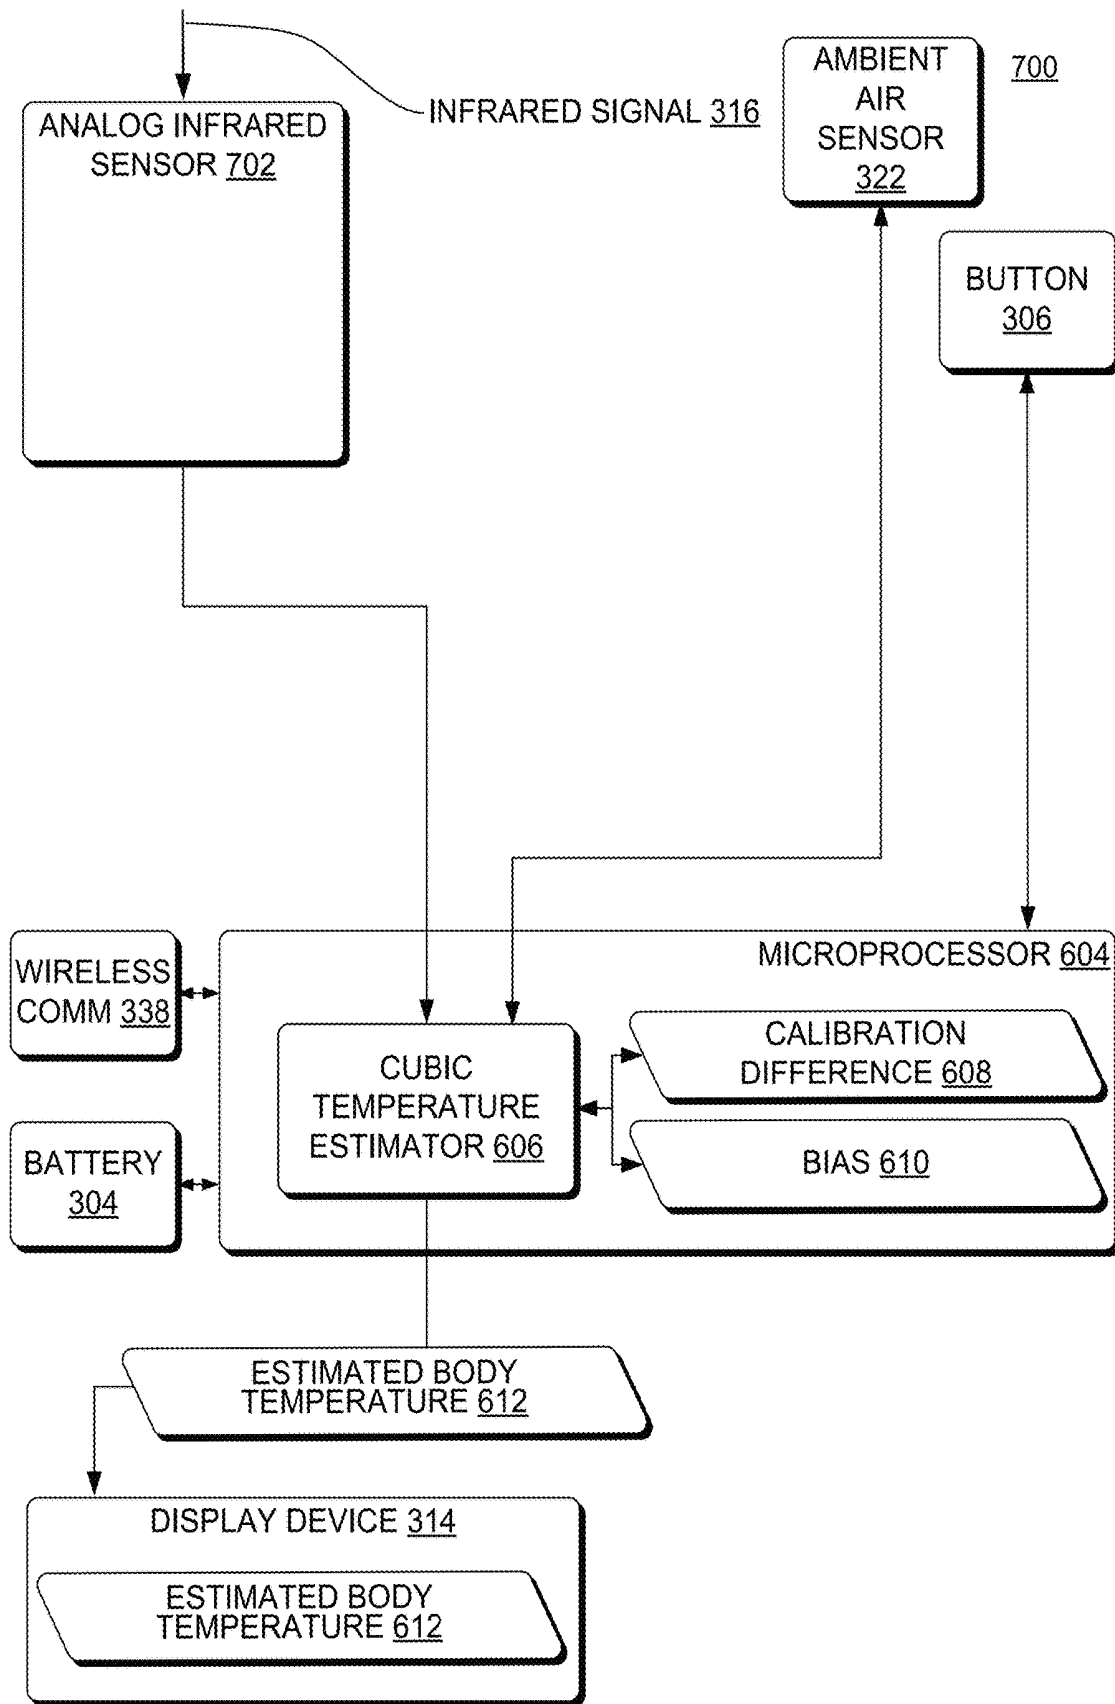 INFRARED SIGNAL 316
AMBIENT
AIR
SENSOR
322
700
ANALOG INFRARED
SENSOR 702
BUTTON
306
MICROPROCESSOR 604
WIRELESS
COMM 338
CUBIC
TEMPERATURE
ESTIMATOR 606
CALIBRATION
DIFFERENCE 608
BIAS 610
BATTERY
304
ESTIMATED BODY
TEMPERATURE 612
DISPLAY DEVICE 314
ESTIMATED BODY
TEMPERATURE 612